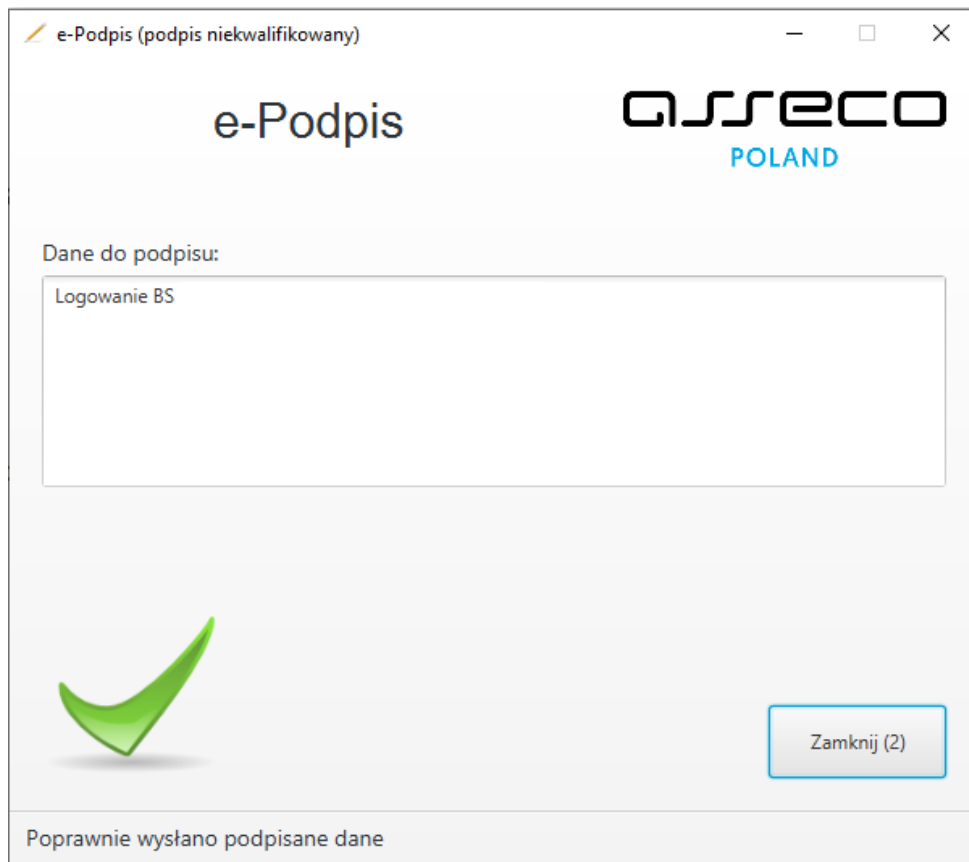 e-Podpis (podpis niekwalifikowany)
e-Podpis
asseco
POLAND
Dane do podpisu:
Logowanie BS
Zamknij (2)
Poprawnie wysłano podpisane dane